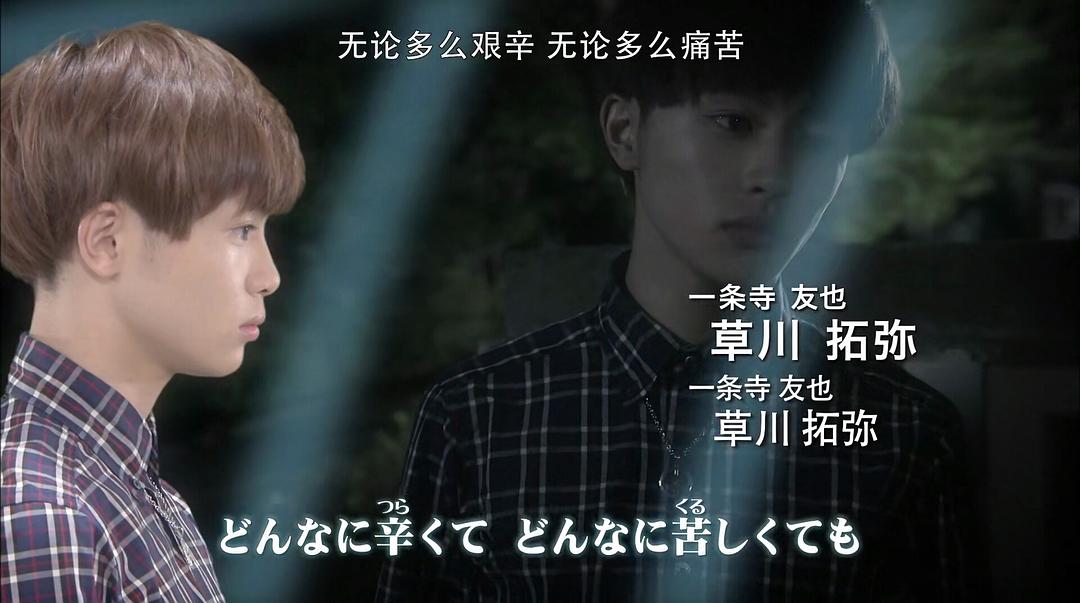 无论多么艰辛 无论多么痛苦
一条寺 友也
草川 拓弥
一条寺 友也
草川 拓弥
つら くる
どんなに辛くて どんなに苦しくても